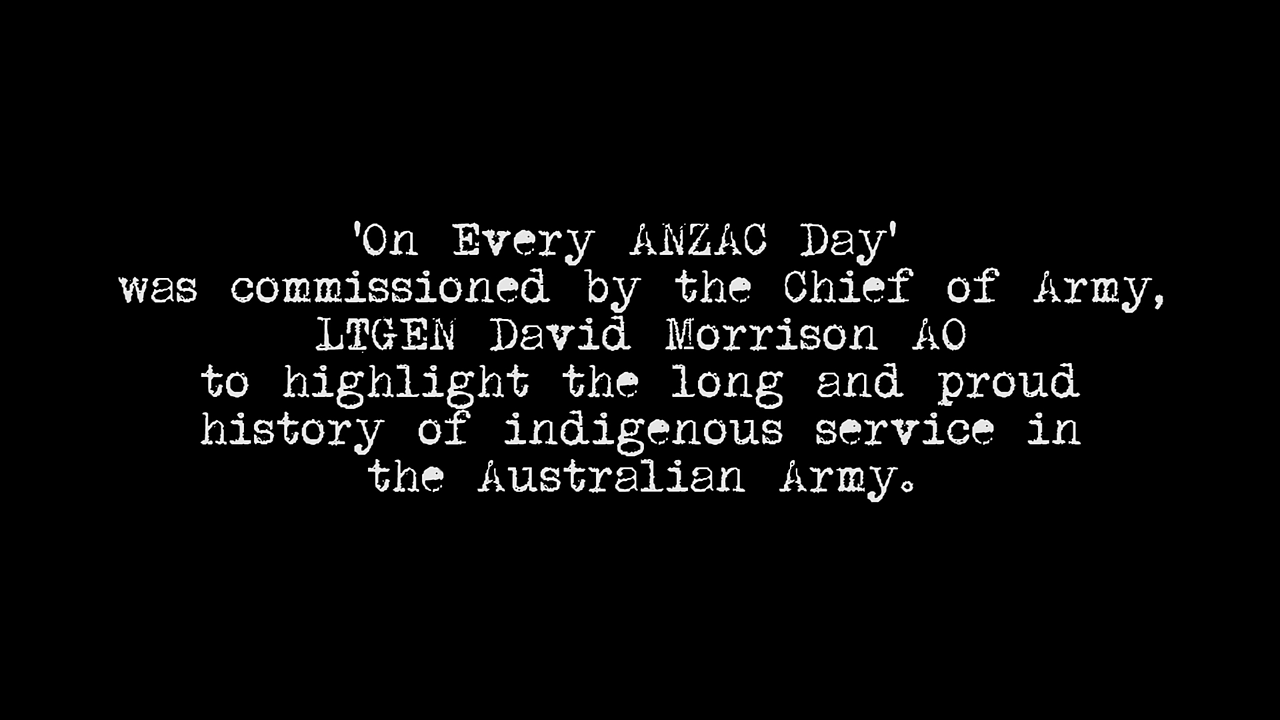 'On Every ANZAC Day'
was commissioned by the Chief of Army,
LTGEN David Morrison AO
to highlight the long and proud
history of indigenous service in
the Australian Army.